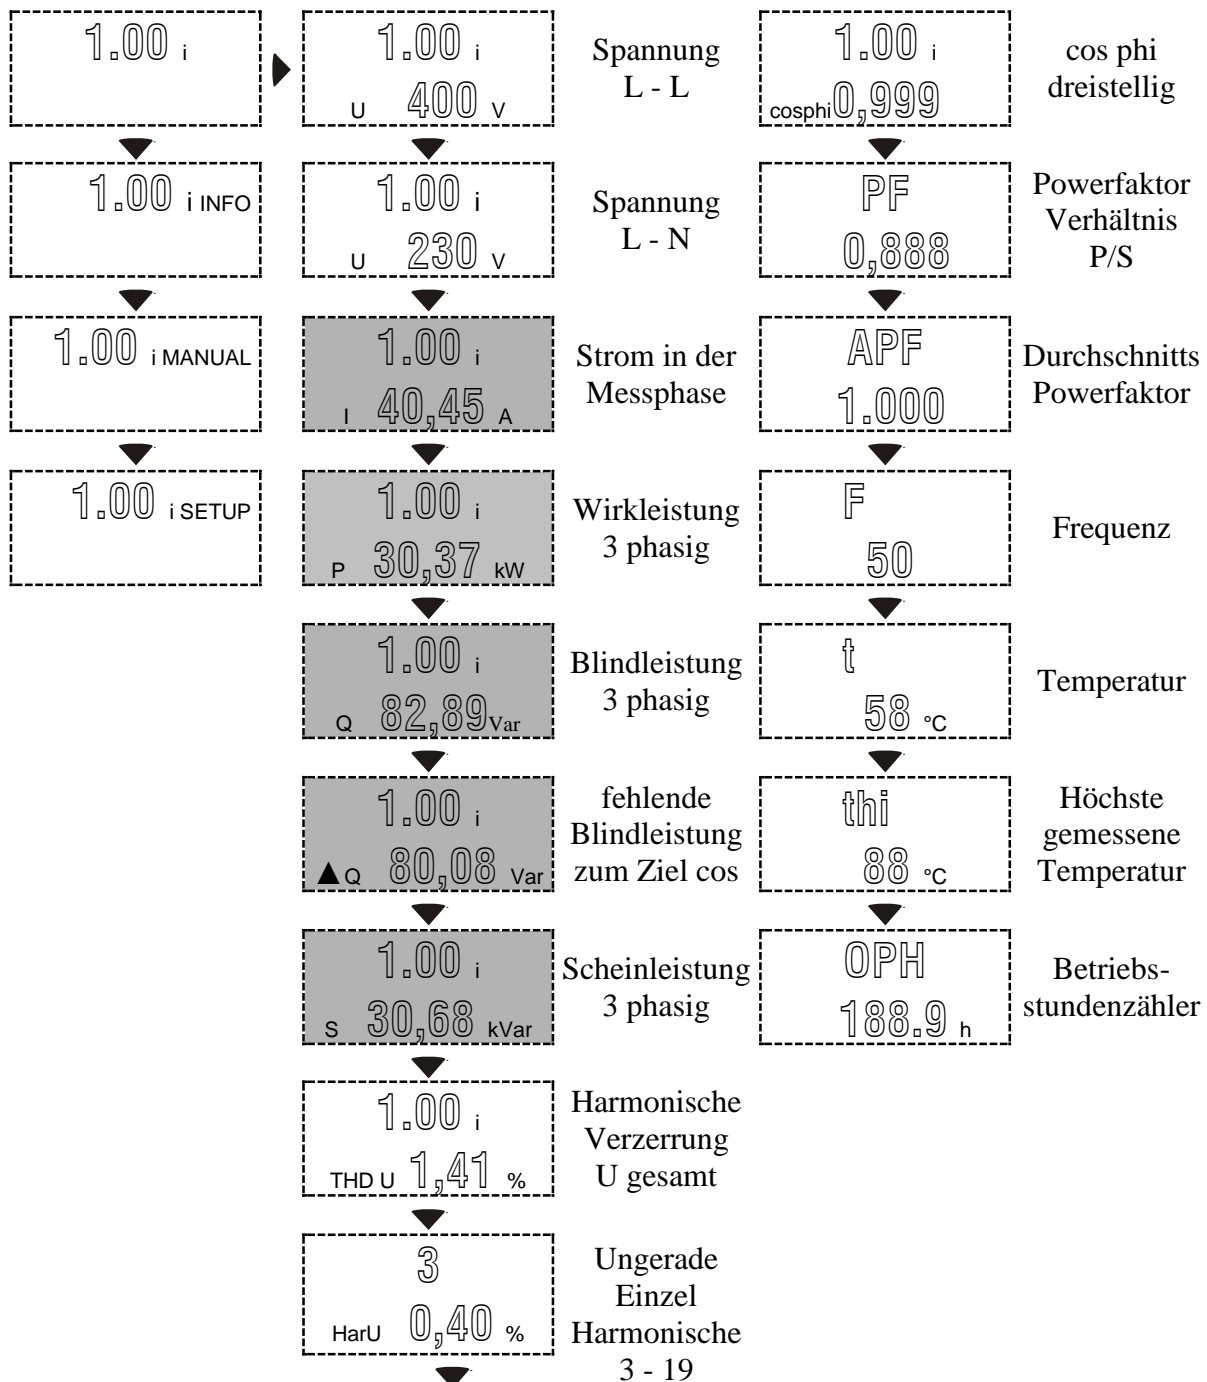 1.00 i
1.00 i INFO
1.00 i MANUAL
1.00 i SETUP
1.00 i
U 400 V
Spannung
L - L
1.00 i
U 230 V
Spannung
L - N
1.00 i
I 40,45 A
Strom in der
Messphase
1.00 i
P 30,37 kW
Wirkleistung
3 phasig
1.00 i
Q 82,89 Var
Blindleistung
3 phasig
1.00 i
▲Q 80,08 Var
fehlende
Blindleistung
zum Ziel cos
1.00 i
S 30,68 kVar
Scheinleistung
3 phasig
1.00 i
THD U 1,41 %
Harmonische
Verzerrung
U gesamt
3
HarU 0,40 %
Ungerade
Einzel
Harmonische
3 - 19
1.00 i
cosphi 0,999
cos phi
dreistellig
PF
0,888
Powerfaktor
Verhältnis
P/S
APF
1.000
Durchschnitts
Powerfaktor
F
50
Frequenz
t
58 °C
Temperatur
thi
88 °C
Höchste
gemessene
Temperatur
OPH
188.9 h
Betriebs-
stundenzähler